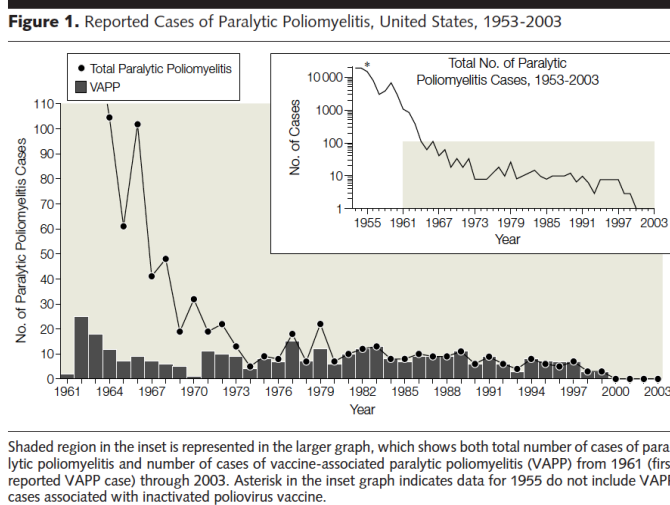 Figure 1. Reported Cases of Paralytic Poliomyelitis, United States, 1953-2003
Total Paralytic Poliomyelitis
VAPP
No. of Paralytic Poliomyelitis Cases
110
100
90
80
70
60
50
40
30
20
10
0
1961 1964 1967 1970 1973 1976 1979 1982 1985 1988 1991 1994 1997 2000 2003
Year
Total No. of Paralytic
Poliomyelitis Cases, 1953-2003
*
No. of Cases
10 000
1000
100
10
1
1955 1961 1967 1973 1979 1985 1991 1997 2003
Year
Shaded region in the inset is represented in the larger graph, which shows both total number of cases of para
lytic poliomyelitis and number of cases of vaccine-associated paralytic poliomyelitis (VAPP) from 1961 (firs
reported VAPP case) through 2003. Asterisk in the inset graph indicates data for 1955 do not include VAPP
cases associated with inactivated poliovirus vaccine.